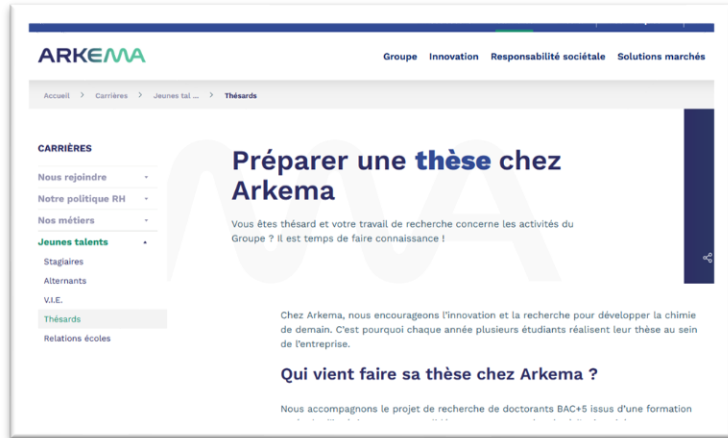 ARKEMA
Groupe Innovation Responsabilité sociétale Solutions marchés
Accueil > Carrières > Jeunes tal ... > Thésards
CARRIÈRES
Nous rejoindre
Notre politique RH
Nos métiers
Jeunes talents
Stagiaires
Alternants
V.I.E.
Thésards
Relations écoles
Préparer une thèse chez
Arkema
Vous êtes thésard et votre travail de recherche concerne les activités du
Groupe ? Il est temps de faire connaissance !
Chez Arkema, nous encourageons l'innovation et la recherche pour développer la chimie
de demain. C'est pourquoi chaque année plusieurs étudiants réalisent leur thèse au sein
de l'entreprise.
Qui vient faire sa thèse chez Arkema ?
Nous accompagnons le projet de recherche de doctorants BAC+5 issus d'une formation